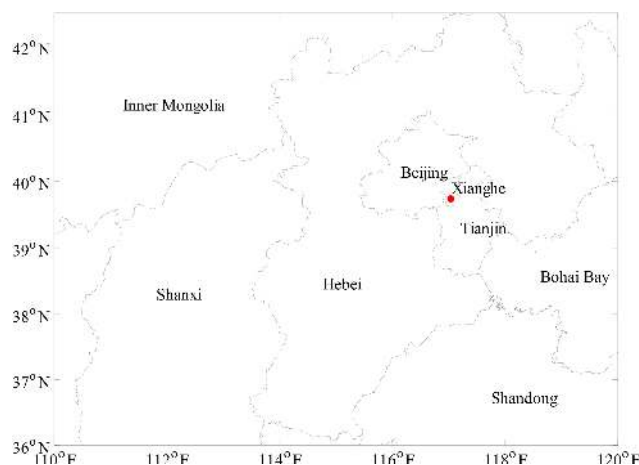 42°N
Inner Mongolia
41°N
Beijing
40°N
Xianghe
Tianjin
39°N
Bohai Bay
Hebei
Shanxi
38°N
37°N
Shandong
36°N
110°E 112°E 114°E 116°E 118°E 120°E